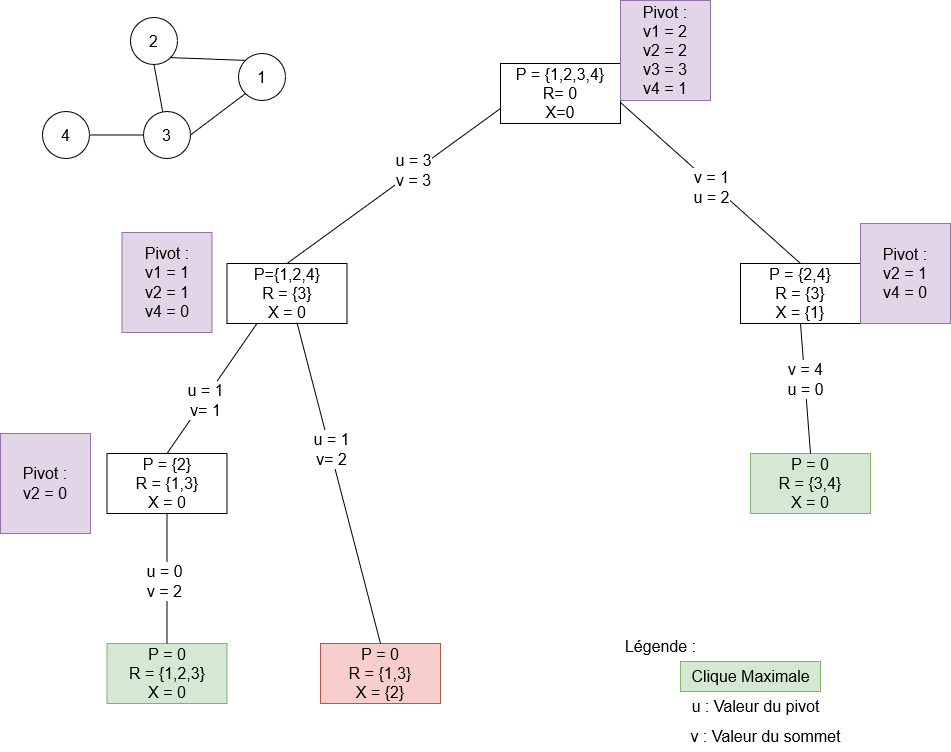 Pivot :
v1 = 2
v2 = 2
v3 = 3
v4 = 1
2
1
4
3
P = {1,2,3,4}
R= 0
X=0
u = 3
v = 3
v = 1
u = 2
Pivot :
v1 = 1
v2 = 1
v4 = 0
P={1,2,4}
R = {3}
X = 0
P = {2,4}
R = {3}
X = {1}
Pivot :
v2 = 1
v4 = 0
u = 1
v= 1
u = 1
v= 2
v = 4
u = 0
Pivot :
v2 = 0
P = {2}
R = {1,3}
X = 0
P = 0
R = {3,4}
X = 0
u = 0
v = 2
P = 0
R = {1,2,3}
X = 0
P = 0
R = {1,3}
X = {2}
Légende :
Clique Maximale
u : Valeur du pivot
v : Valeur du sommet